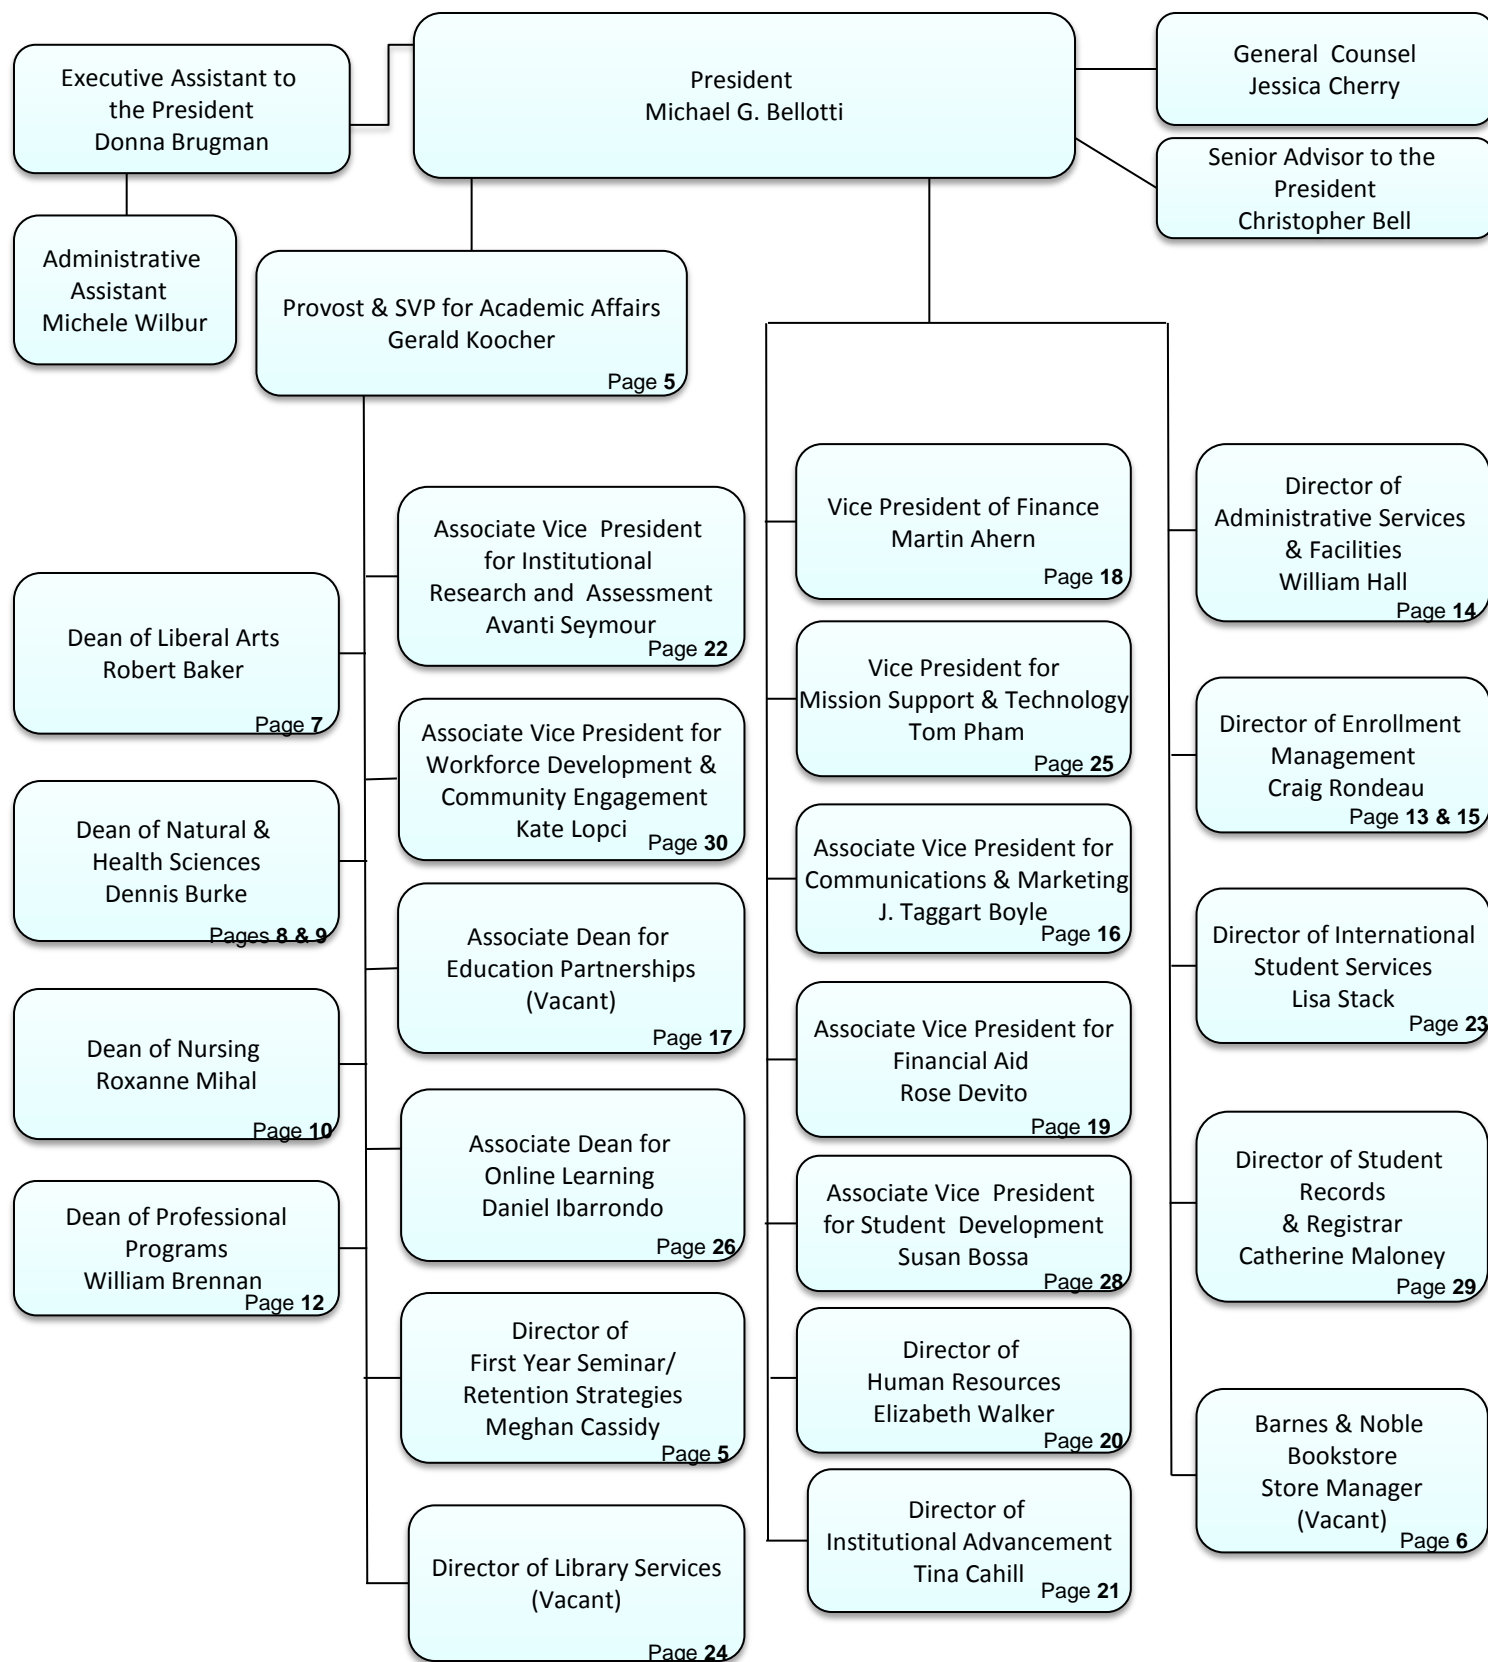 Executive Assistant to
the President
Donna Brugman
President
Michael G. Bellotti
General Counsel
Jessica Cherry
Senior Advisor to the
President
Christopher Bell
Administrative
Assistant
Michele Wilbur
Provost & SVP for Academic Affairs
Gerald Koocher
Page 5
Dean of Liberal Arts
Robert Baker
Page 7
Dean of Natural &
Health Sciences
Dennis Burke
Pages 8 & 9
Dean of Nursing
Roxanne Mihal
Page 10
Dean of Professional
Programs
William Brennan
Page 12
Associate Vice President
for Institutional
Research and Assessment
Avanti Seymour
Page 22
Associate Vice President for
Workforce Development &
Community Engagement
Kate Lopci
Page 30
Associate Dean for
Education Partnerships
(Vacant)
Page 17
Associate Dean for
Online Learning
Daniel Ibarrondo
Page 26
Director of
First Year Seminar/
Retention Strategies
Meghan Cassidy
Page 5
Director of Library Services
(Vacant)
Page 24
Vice President of Finance
Martin Ahern
Page 18
Vice President for
Mission Support & Technology
Tom Pham
Page 25
Associate Vice President for
Communications & Marketing
J. Taggart Boyle
Page 16
Associate Vice President for
Financial Aid
Rose Devito
Page 19
Associate Vice President
for Student Development
Susan Bossa
Page 28
Director of
Human Resources
Elizabeth Walker
Page 20
Director of
Institutional Advancement
Tina Cahill
Page 21
Director of
Administrative Services
& Facilities
William Hall
Page 14
Director of Enrollment
Management
Craig Rondeau
Page 13 & 15
Director of International
Student Services
Lisa Stack
Page 23
Director of Student
Records
& Registrar
Catherine Maloney
Page 29
Barnes & Noble
Bookstore
Store Manager
(Vacant)
Page 6